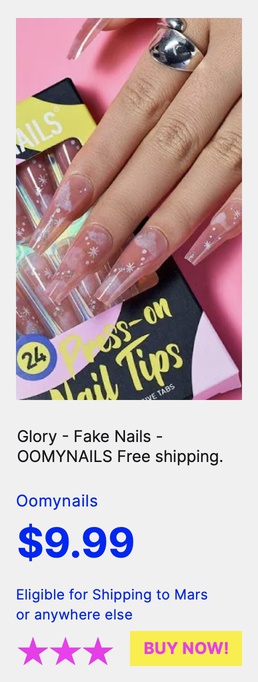 AILS
24
Press-on
Nail Tips
IVE TABS
Glory - Fake Nails -
OOMYNAILS Free shipping.
Oomynails
$9.99
Eligible for Shipping to Mars
or anywhere else
BUY NOW!